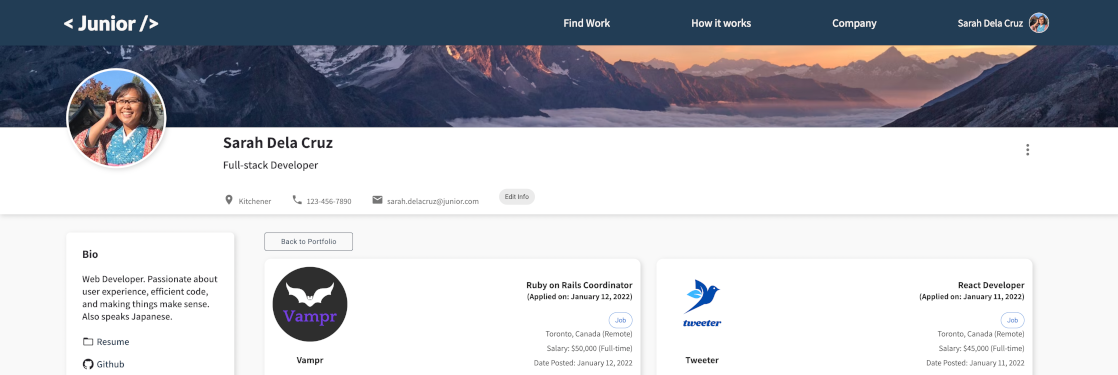 < Junior />
Find Work
How it works
Company
Sarah Dela Cruz
Sarah Dela Cruz
Full-stack Developer
Kitchener
123-456-7890
sarah.delacruz@junior.com
Edit Info
Bio
Web Developer. Passionate about
user experience, efficient code,
and making things make sense.
Also speaks Japanese.
Resume
Github
Back to Portfolio
Vampr
Vampr
Ruby on Rails Coordinator
(Applied on: January 12, 2022)
Job
Toronto, Canada (Remote)
Salary: $50,000 (Full-time)
Date Posted: January 12, 2022
tweeter
Tweeter
React Developer
(Applied on: January 11, 2022)
Job
Toronto, Canada (Remote)
Salary: $45,000 (Full-time)
Date Posted: January 11, 2022